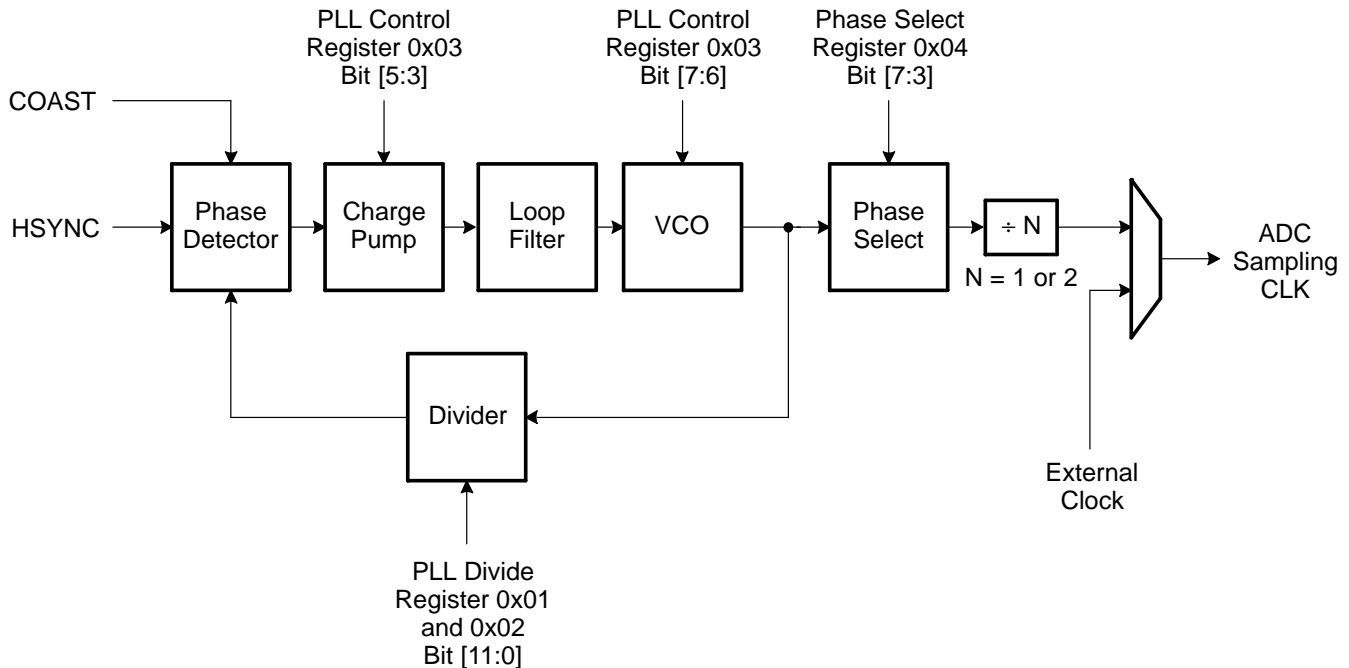 PLL Control
Register 0x03
Bit [5:3]
PLL Control
Register 0x03
Bit [7:6]
Phase Select
Register 0x04
Bit [7:3]
COAST
HSYNC
Phase
Detector
Charge
Pump
Loop
Filter
VCO
Phase
Select
÷ N
N = 1 or 2
ADC
Sampling
CLK
Divider
External
Clock
PLL Divide
Register 0x01
and 0x02
Bit [11:0]